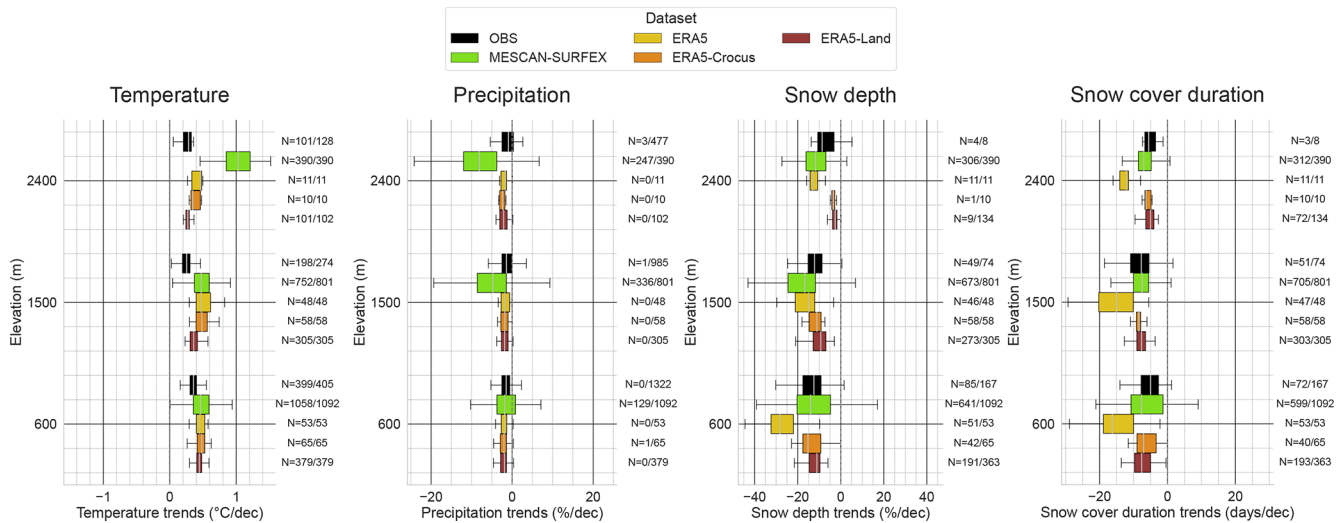 Dataset
OBS
ERA5
ERA5-Land
MESCAN-SURFEX
ERA5-Crocus
Temperature
Elevation (m)
2400
1500
600
N=101/128
N=390/390
N=11/11
N=10/10
N=101/102
N=198/274
N=752/801
N=48/48
N=58/58
N=305/305
N=399/405
N=1058/1092
N=53/53
N=65/65
N=379/379
−1 0 1
Temperature trends (°C/dec)
Precipitation
Elevation (m)
2400
1500
600
N=3/477
N=247/390
N=0/11
N=0/10
N=0/102
N=1/985
N=336/801
N=0/48
N=0/58
N=0/305
N=0/1322
N=129/1092
N=0/53
N=1/65
N=0/379
−20 0 20
Precipitation trends (%/dec)
Snow depth
Elevation (m)
2400
1500
600
N=4/8
N=306/390
N=11/11
N=1/10
N=9/134
N=49/74
N=673/801
N=46/48
N=58/58
N=273/305
N=85/167
N=641/1092
N=51/53
N=42/65
N=191/363
−40 −20 0 20 40
Snow depth trends (%/dec)
Snow cover duration
Elevation (m)
2400
1500
600
N=3/8
N=312/390
N=11/11
N=10/10
N=72/134
N=51/74
N=705/801
N=47/48
N=58/58
N=303/305
N=72/167
N=599/1092
N=53/53
N=40/65
N=193/363
−20 0 20
Snow cover duration trends (days/dec)